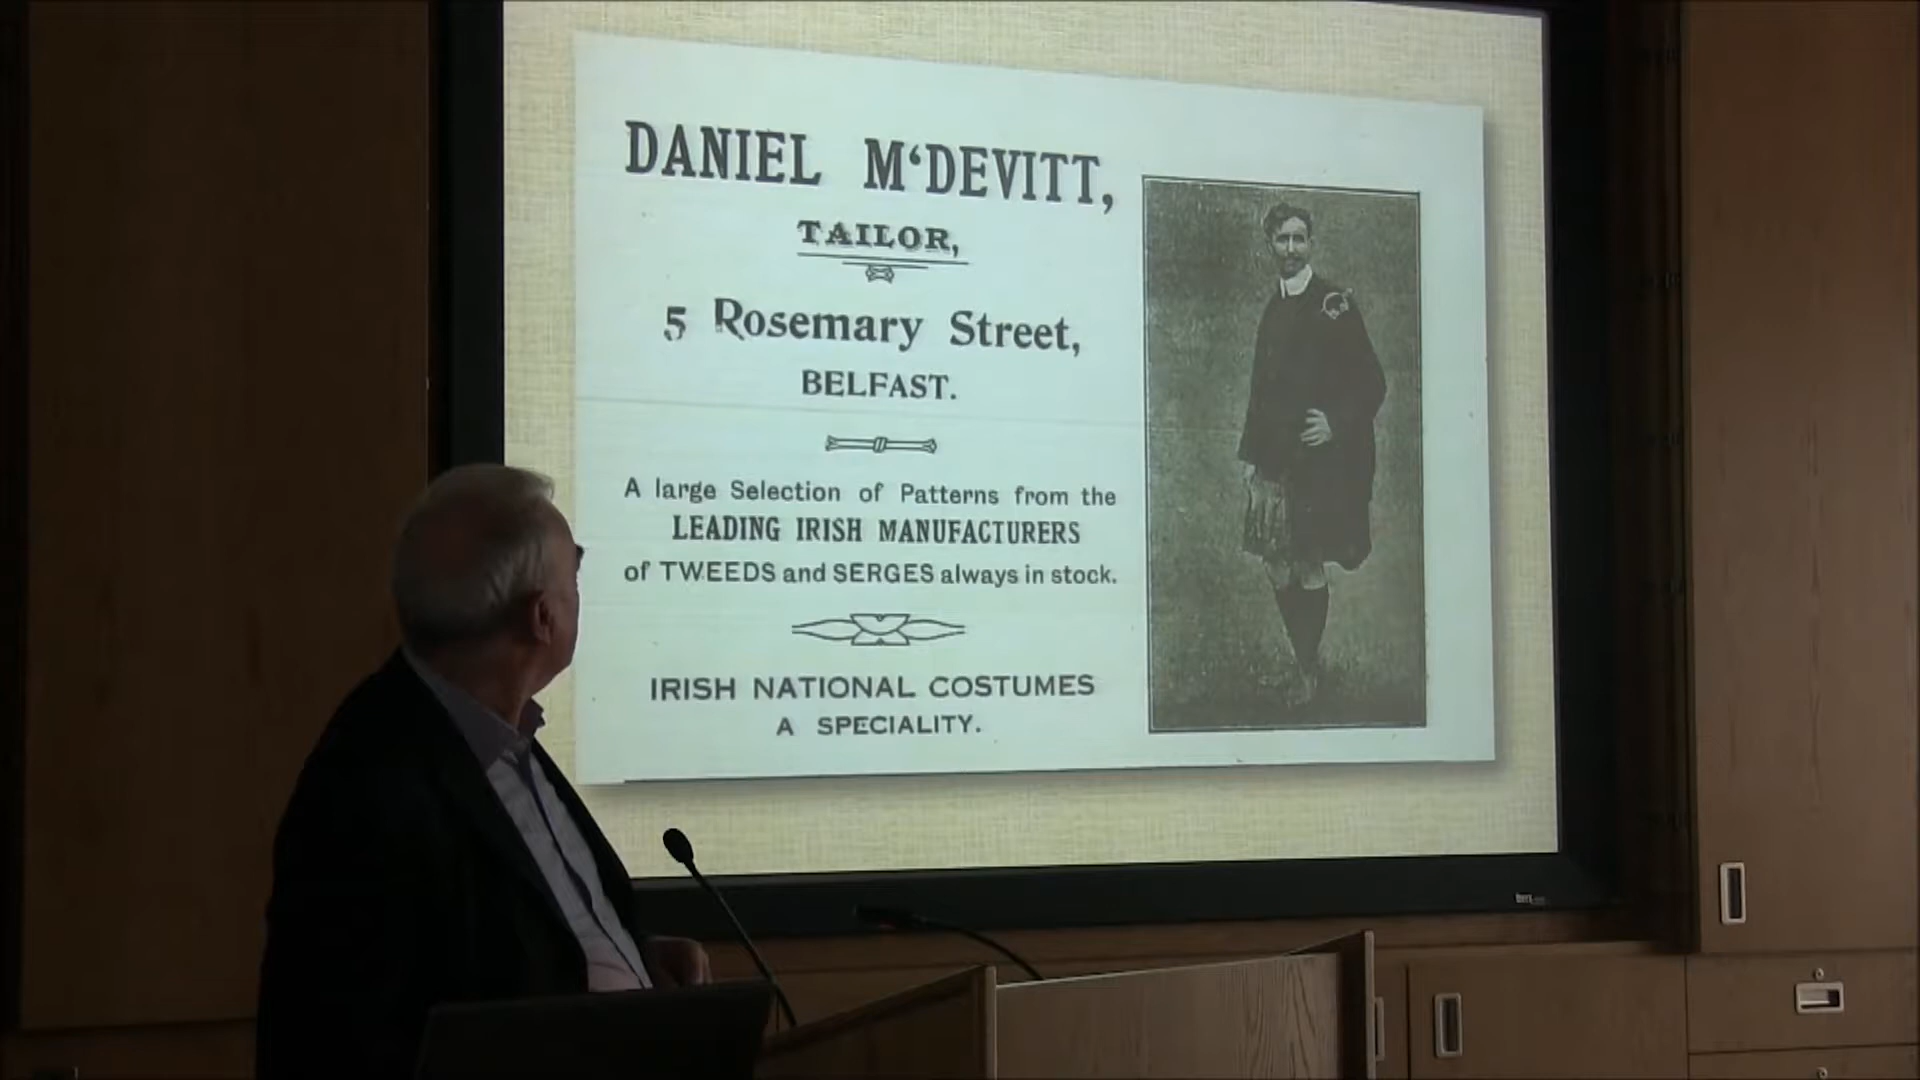 DANIEL M‘DEVITT,
TAILOR,
5 Rosemary Street,
BELFAST.
A large Selection of Patterns from the
LEADING IRISH MANUFACTURERS
of TWEEDS and SERGES always in stock.
IRISH NATIONAL COSTUMES
A SPECIALITY.